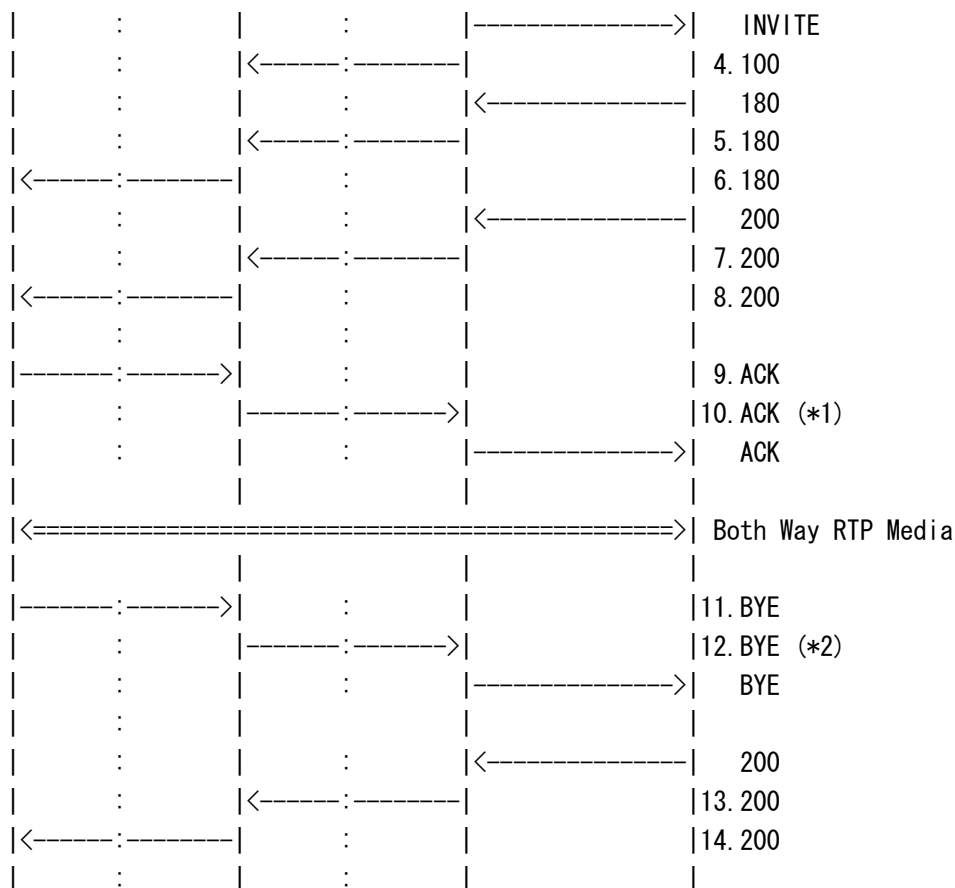 |       :       |       :       |-------------->|   INVITE
|       :       |<------:-------|               | 4.100
|       :       |       :       |<--------------|   180
|       :       |<------:-------|               | 5.180
|<------:-------|       :       |               | 6.180
|       :       |       :       |<--------------|   200
|       :       |<------:-------|               | 7.200
|<------:-------|       :       |               | 8.200
|       :       |       :       |               |
|-------:------>|       :       |               | 9.ACK
|       :       |-------:------>|               |10.ACK (*1)
|       :       |       :       |-------------->|   ACK
|               |               |               |
|<=============================================>| Both Way RTP Media
|               |               |               |
|-------:------>|       :       |               |11.BYE
|       :       |-------:------>|               |12.BYE (*2)
|       :       |       :       |-------------->|   BYE
|       :       |               |               |
|       :       |       :       |<--------------|   200
|       :       |<------:-------|               |13.200
|<------:-------|       :       |               |14.200
|       :       |       :       |               |